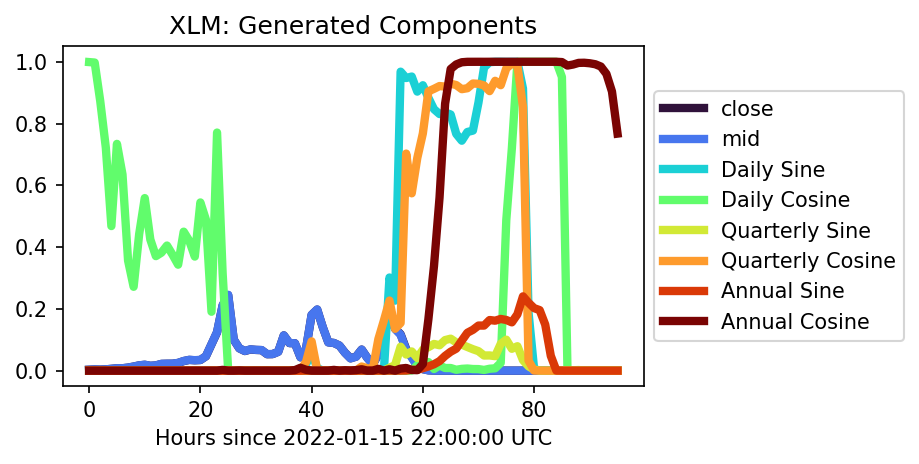 XLM: Generated Components
1.0
0.8
0.6
0.4
0.2
0.0
0 20 40 60 80
Hours since 2022-01-15 22:00:00 UTC
close
mid
Daily Sine
Daily Cosine
Quarterly Sine
Quarterly Cosine
Annual Sine
Annual Cosine